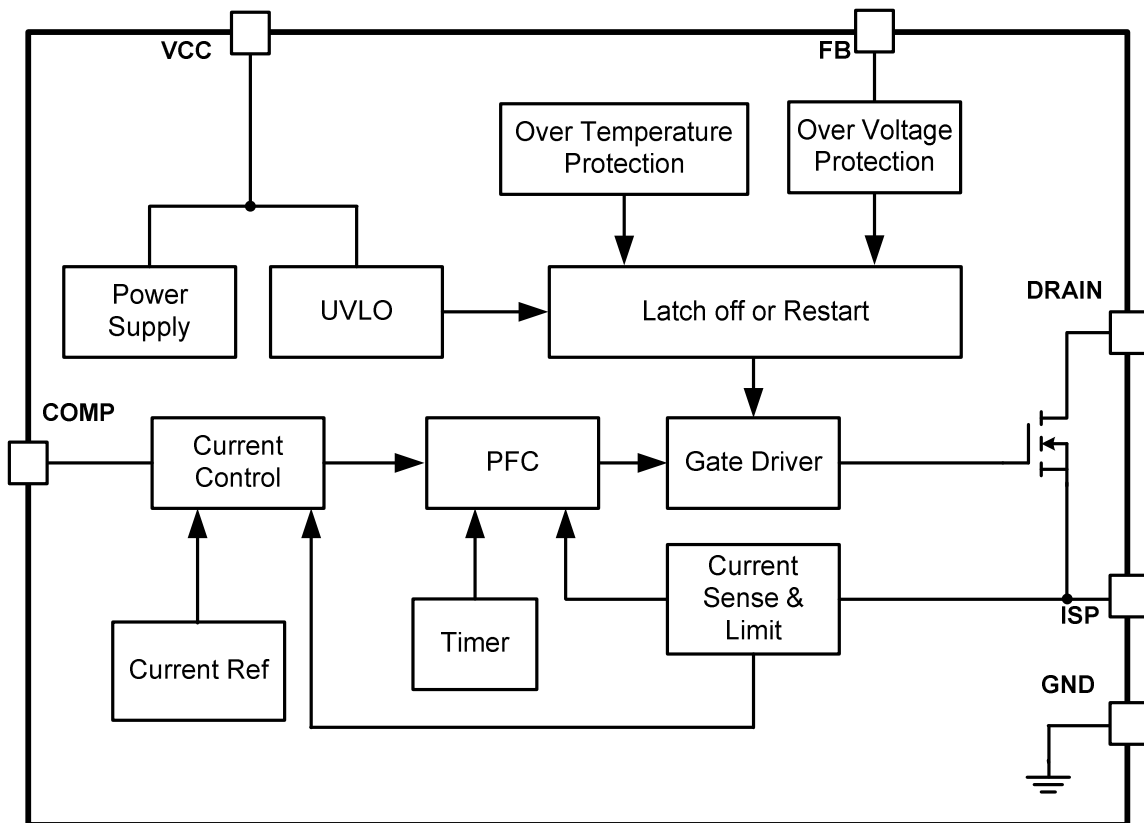 VCC
FB
Over Temperature
Protection
Over Voltage
Protection
Power
Supply
UVLO
Latch off or Restart
DRAIN
COMP
Current
Control
PFC
Gate Driver
Current
Sense &
Limit
ISP
Timer
Current Ref
GND